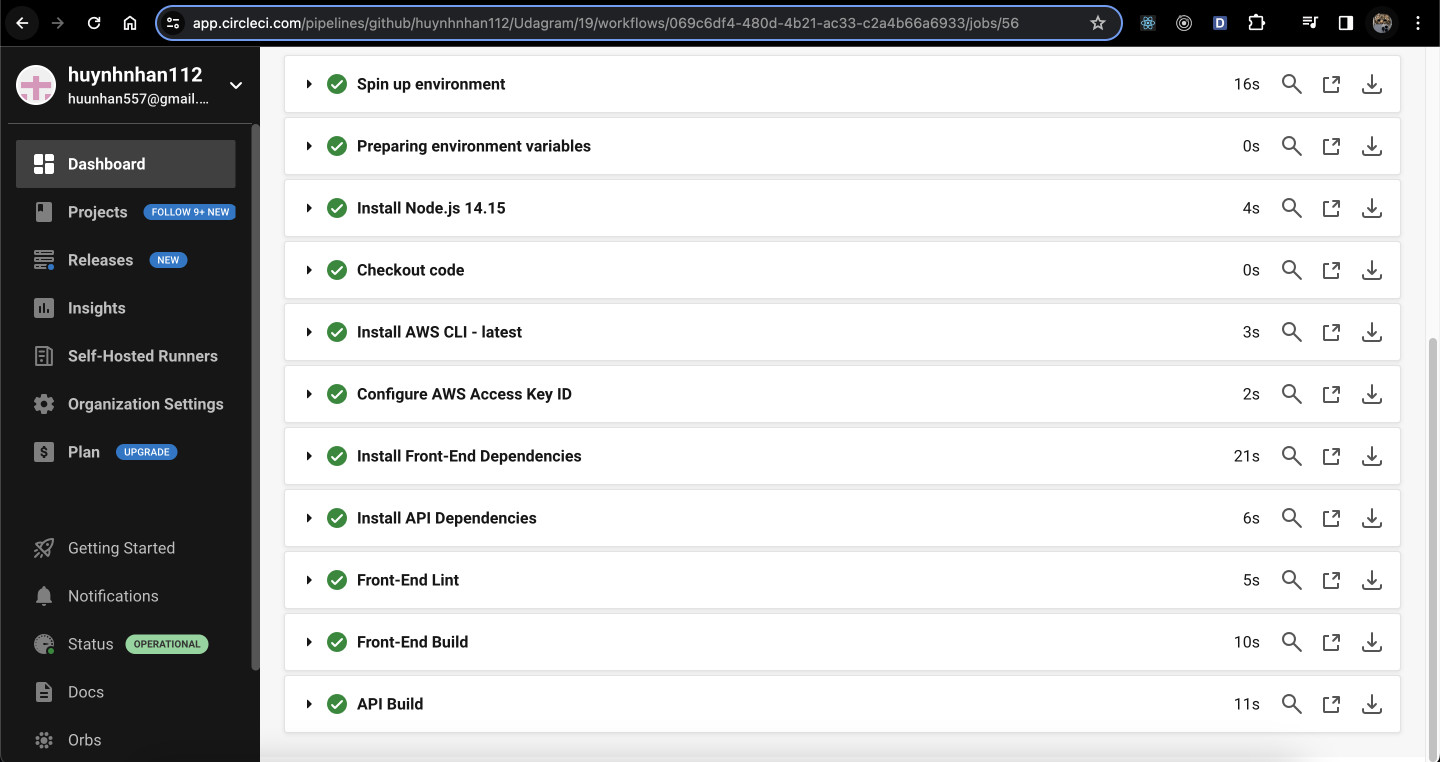 app.circleci.com/pipelines/github/huynhnhan112/Udagram/19/workflows/069c6df4-480d-4b21-ac33-c2a4b66a6933/jobs/56
D
huynhnhan112
huunhan557@gmail....
Dashboard
Projects FOLLOW 9+ NEW
Releases NEW
Insights
Self-Hosted Runners
Organization Settings
Plan UPGRADE
Getting Started
Notifications
Status OPERATIONAL
Docs
Orbs
Spin up environment 16s
Preparing environment variables 0s
Install Node.js 14.15 4s
Checkout code 0s
Install AWS CLI - latest 3s
Configure AWS Access Key ID 2s
Install Front-End Dependencies 21s
Install API Dependencies 6s
Front-End Lint 5s
Front-End Build 10s
API Build 11s